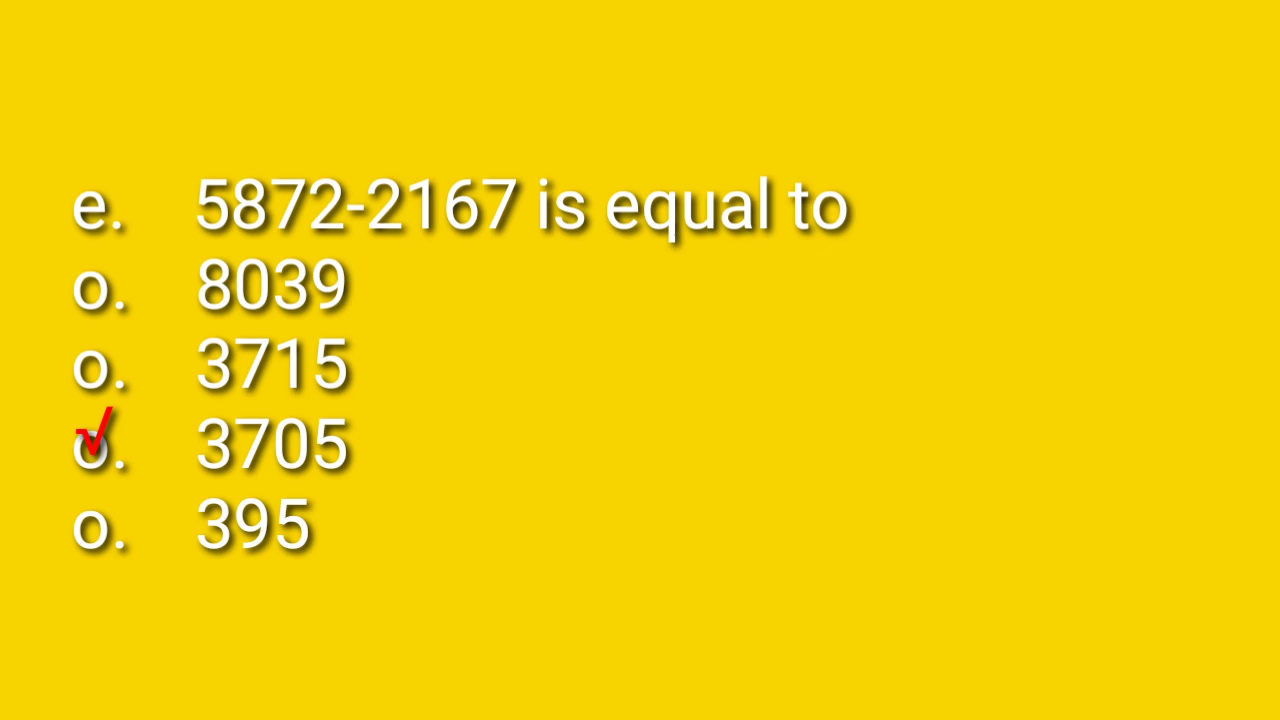 e. 5872-2167 is equal to
o. 8039
o. 3715
√o. 3705
o. 395